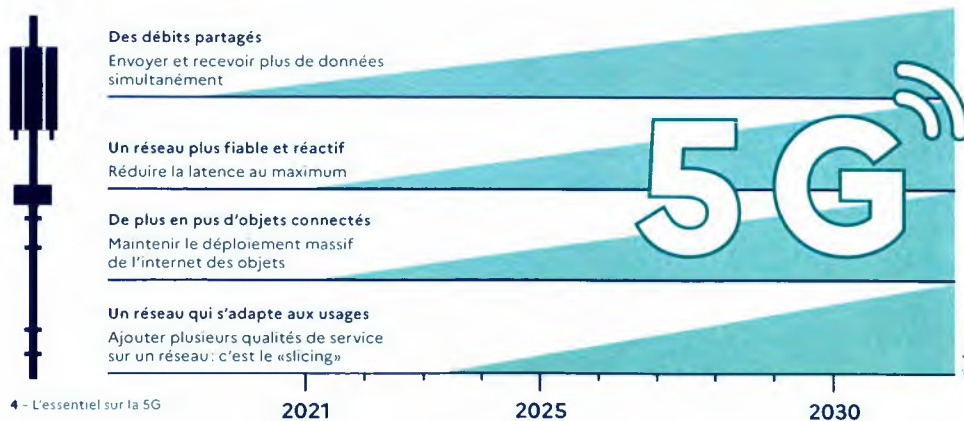 Des débits partagés
Envoyer et recevoir plus de données
simultanément
Un réseau plus fiable et réactif
Réduire la latence au maximum
De plus en pus d'objets connectés
Maintenir le déploiement massif
de l'internet des objets
Un réseau qui s'adapte aux usages
Ajouter plusieurs qualités de service
sur un réseau : c'est le «slicing»
5G
2021
2025
2030
4 - L'essentiel sur la 5G